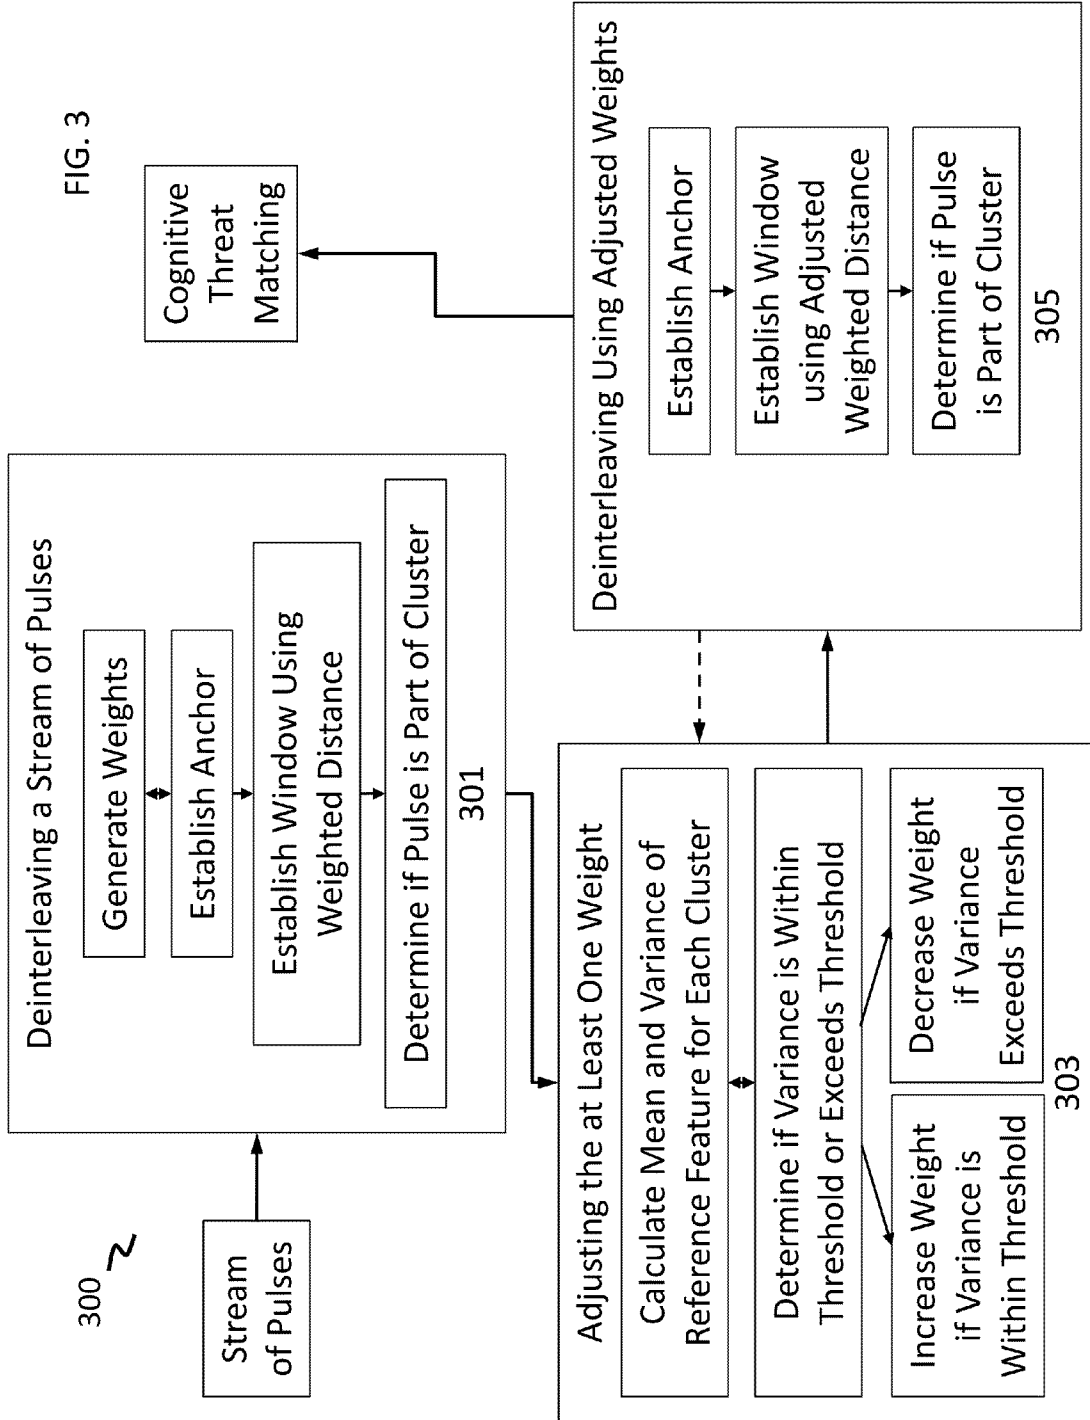 FIG. 3
300
Stream
of Pulses
Deinterleaving a Stream of Pulses
Generate Weights
Establish Anchor
Establish Window Using
Weighted Distance
Determine if Pulse is Part of Cluster
301
Cognitive
Threat
Matching
Adjusting the at Least One Weight
Calculate Mean and Variance of
Reference Feature for Each Cluster
Determine if Variance is Within
Threshold or Exceeds Threshold
Increase Weight
if Variance is
Within Threshold
Decrease Weight
if Variance
Exceeds Threshold
303
Deinterleaving Using Adjusted Weights
Establish Anchor
Establish Window
using Adjusted
Weighted Distance
Determine if Pulse
is Part of Cluster
305